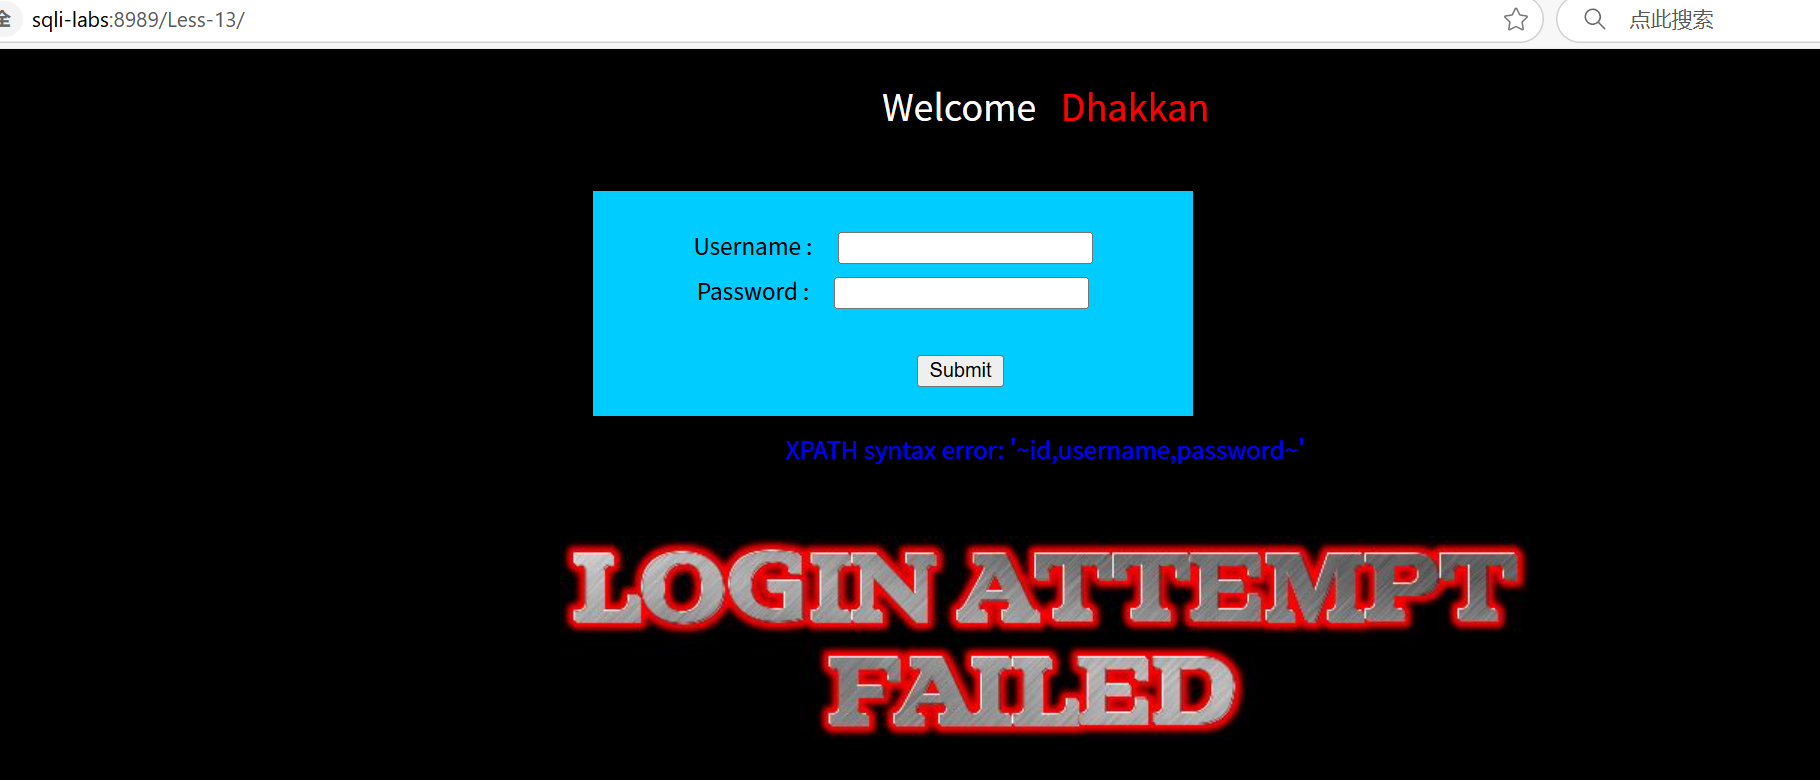 全 sqli-labs:8989/Less-13/ 点此搜索
Welcome Dhakkan
Username :
Password :
Submit
XPATH syntax error: '~id,username,password~'
LOGIN ATTEMPT
FAILED